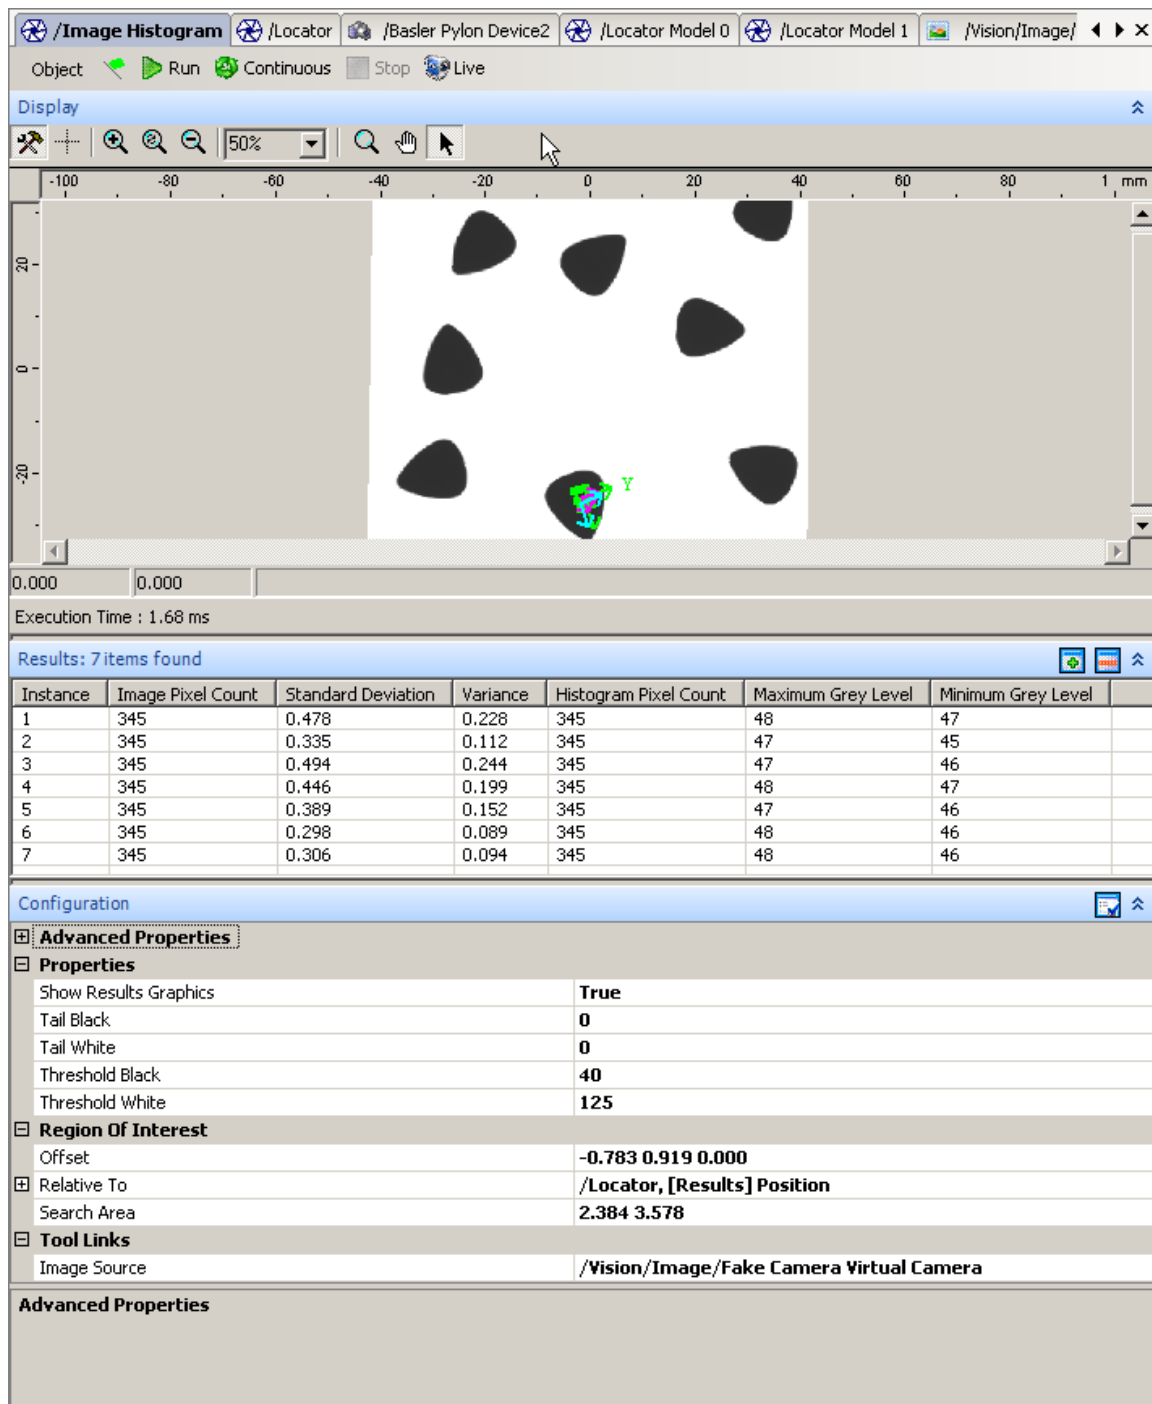 /Image Histogram /Locator /Basler Pylon Device2 /Locator Model 0 /Locator Model 1 /Vision/Image/
Object Run Continuous Stop Live
Display
50%
-100 -80 -60 -40 -20 0 20 40 60 80 1 mm
20
0
-20
Y
0.000 0.000
Execution Time : 1.68 ms
Results: 7 items found
Instance Image Pixel Count Standard Deviation Variance Histogram Pixel Count Maximum Grey Level Minimum Grey Level
1 345 0.478 0.228 345 48 47
2 345 0.335 0.112 345 47 45
3 345 0.494 0.244 345 47 46
4 345 0.446 0.199 345 48 47
5 345 0.389 0.152 345 47 46
6 345 0.298 0.089 345 48 46
7 345 0.306 0.094 345 48 46
Configuration
Advanced Properties
Properties
Show Results Graphics True
Tail Black 0
Tail White 0
Threshold Black 40
Threshold White 125
Region Of Interest
Offset -0.783 0.919 0.000
Relative To /Locator, [Results] Position
Search Area 2.384 3.578
Tool Links
Image Source /Vision/Image/Fake Camera Virtual Camera
Advanced Properties